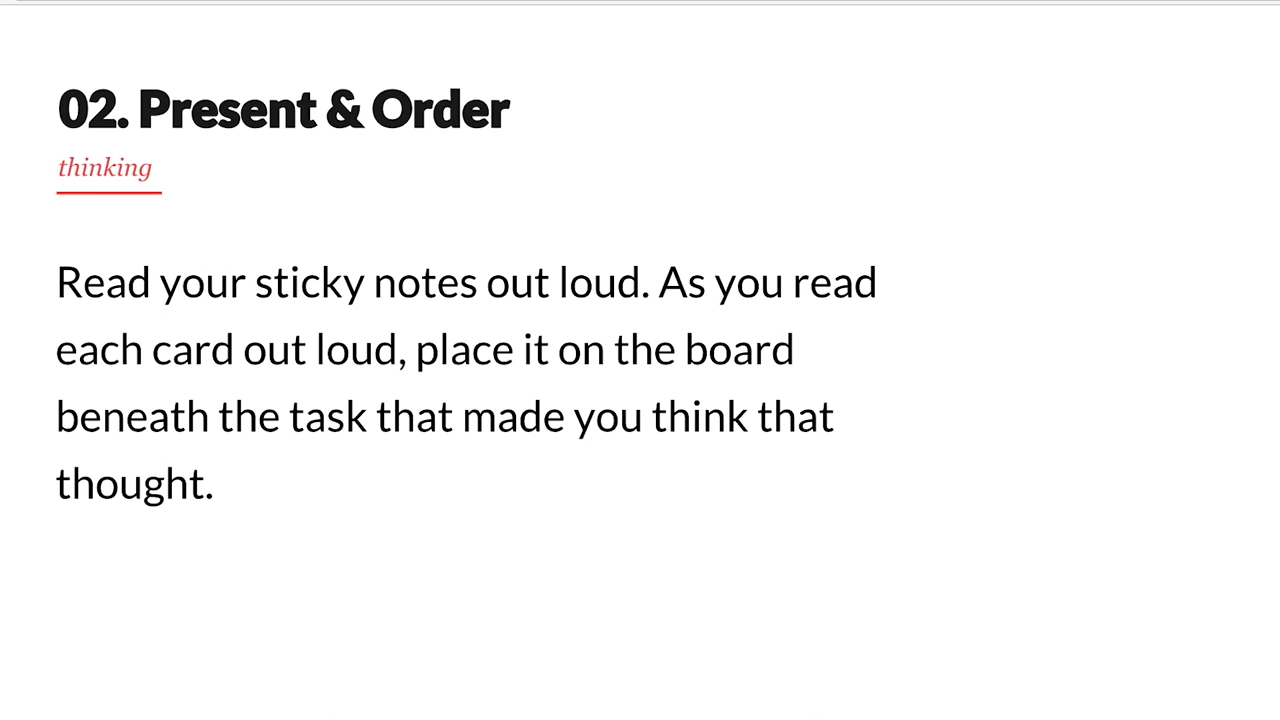 02. Present & Order
thinking
Read your sticky notes out loud. As you read
each card out loud, place it on the board
beneath the task that made you think that
thought.